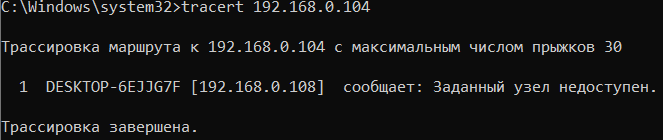 C:\Windows\system32>tracert 192.168.0.104
Трассировка маршрута к 192.168.0.104 с максимальным числом прыжков 30
1 DESKTOP-6EJJG7F [192.168.0.108] сообщает: Заданный узел недоступен.
Трассировка завершена.